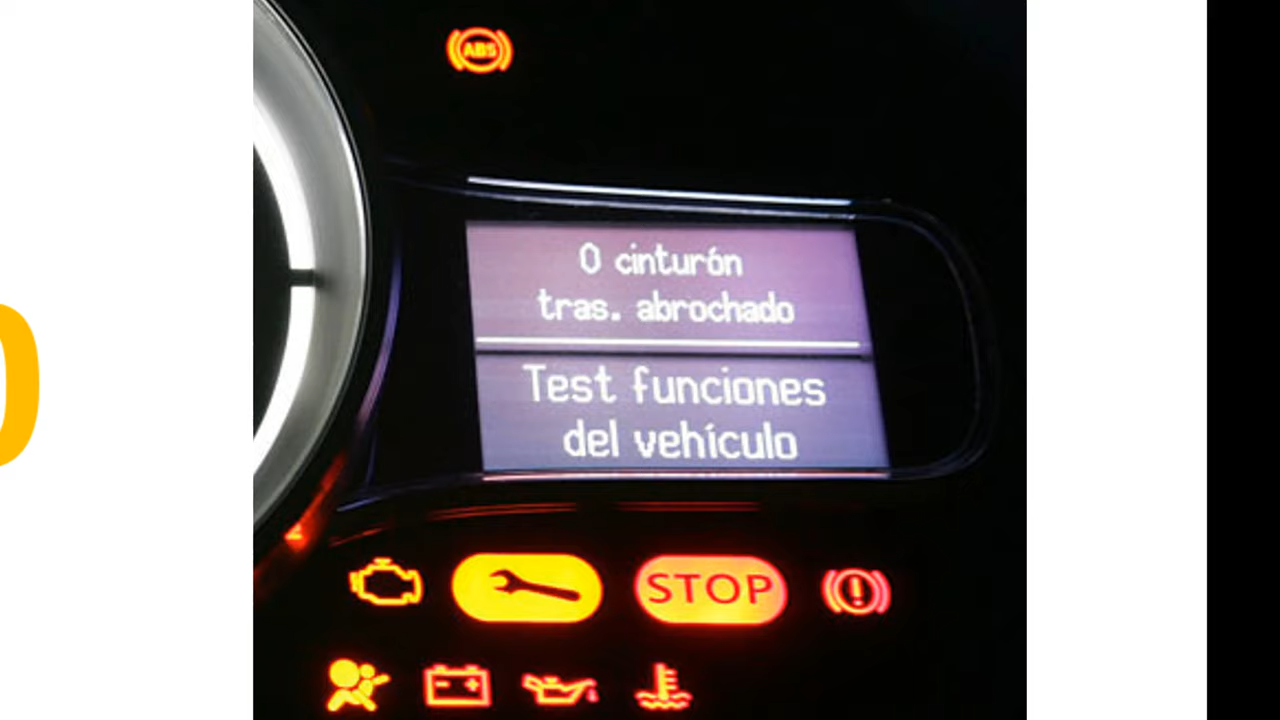 ABS
0 cinturón
tras. abrochado
Test funciones
del vehículo
STOP